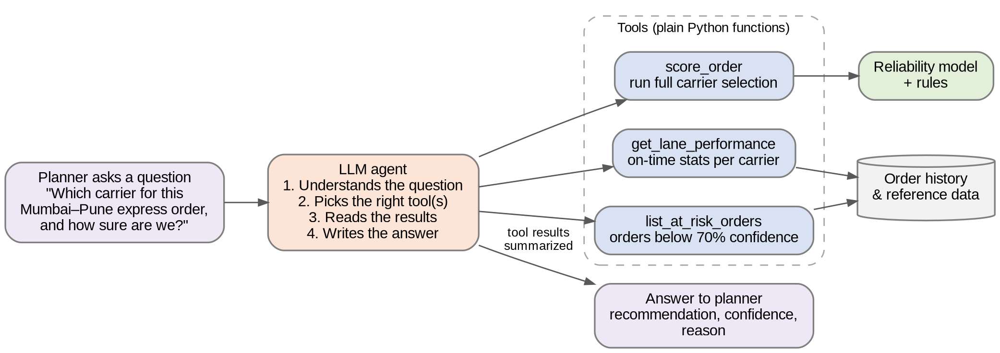 Planner asks a question
"Which carrier for this
Mumbai–Pune express order,
and how sure are we?"
LLM agent
1. Understands the question
2. Picks the right tool(s)
3. Reads the results
4. Writes the answer
tool results
summarized
Tools (plain Python functions)
score_order
run full carrier selection
get_lane_performance
on-time stats per carrier
list_at_risk_orders
orders below 70% confidence
Answer to planner
recommendation, confidence,
reason
Reliability model
+ rules
Order history
& reference data